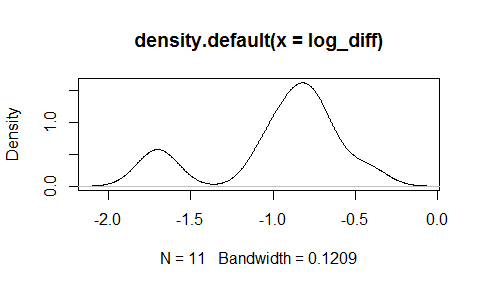 density.default(x = log_diff)
Density
1.0
0.0
-2.0 -1.5 -1.0 -0.5 0.0
N = 11 Bandwidth = 0.1209